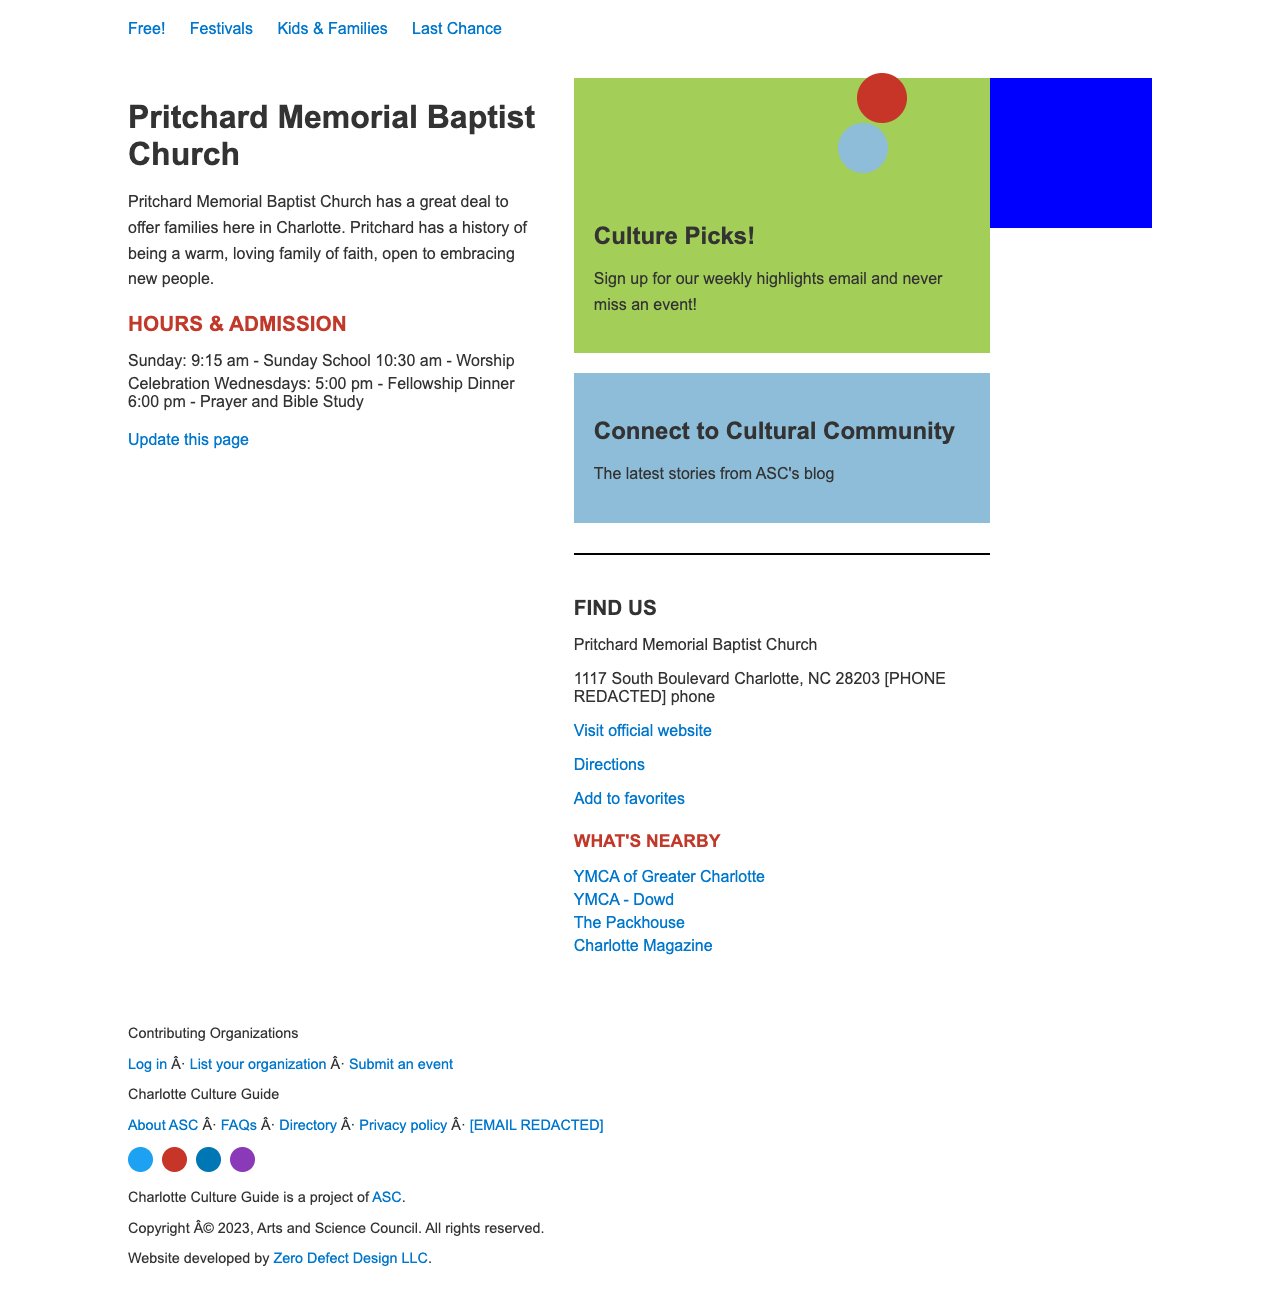 Free! Festivals Kids & Families Last Chance
Pritchard Memorial Baptist
Church
Pritchard Memorial Baptist Church has a great deal to
offer families here in Charlotte. Pritchard has a history of
being a warm, loving family of faith, open to embracing
new people.
HOURS & ADMISSION
Sunday: 9:15 am - Sunday School 10:30 am - Worship
Celebration Wednesdays: 5:00 pm - Fellowship Dinner
6:00 pm - Prayer and Bible Study
Update this page
Culture Picks!
Sign up for our weekly highlights email and never
miss an event!
Connect to Cultural Community
The latest stories from ASC's blog
FIND US
Pritchard Memorial Baptist Church
1117 South Boulevard Charlotte, NC 28203 [PHONE
REDACTED] phone
Visit official website
Directions
Add to favorites
WHAT'S NEARBY
YMCA of Greater Charlotte
YMCA - Dowd
The Packhouse
Charlotte Magazine
Contributing Organizations
Log in Â· List your organization Â· Submit an event
Charlotte Culture Guide
About ASC Â· FAQs Â· Directory Â· Privacy policy Â· [EMAIL REDACTED]
Charlotte Culture Guide is a project of ASC.
Copyright Â© 2023, Arts and Science Council. All rights reserved.
Website developed by Zero Defect Design LLC.